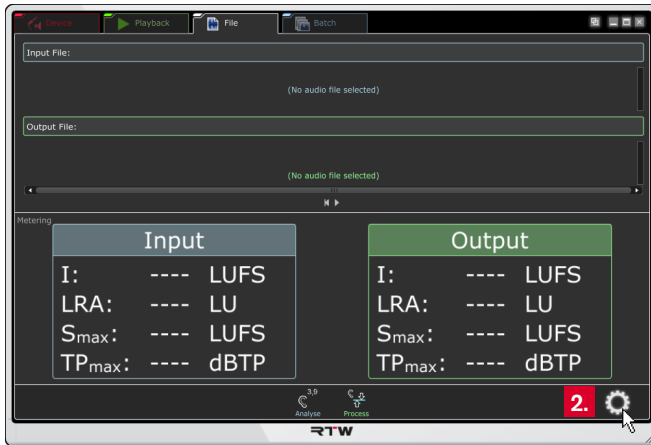 Device
Playback
File
Batch
Input File:
(No audio file selected)
Output File:
(No audio file selected)
Metering
Input
I: ---- LUFS
LRA: ---- LU
Smax: ---- LUFS
TPmax: ---- dBTP
Output
I: ---- LUFS
LRA: ---- LU
Smax: ---- LUFS
TPmax: ---- dBTP
3,9
Analyse
Process
2.
RTW